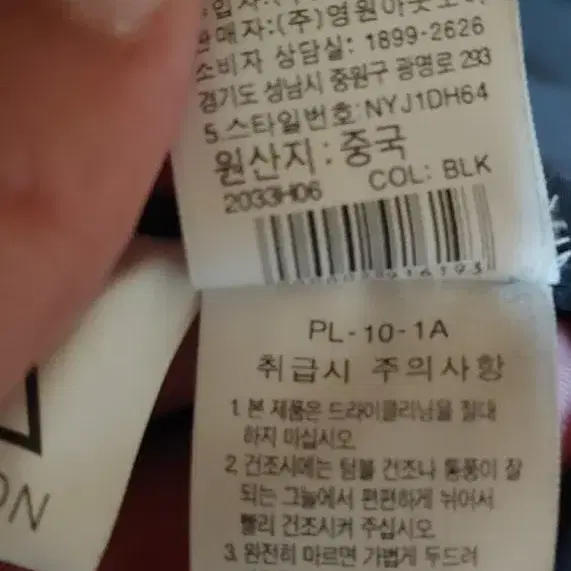 판매자:(주)영원아웃도어
소비자 상담실: 1899-2626
경기도 성남시 중원구 광명로 293
5.스타일번호:NYJ1DH64
원산지:중국
2033H06 COL: BLK
PL-10-1A
취급시 주의사항
1. 본 제품은 드라이클리닝을 절대
하지 마십시오
2. 건조시에는 텀블 건조나 통풍이 잘
되는 그늘에서 편편하게 뉘어서
빨리 건조시켜 주십시오
3. 완전히 마르면 가볍게 두드려
ON